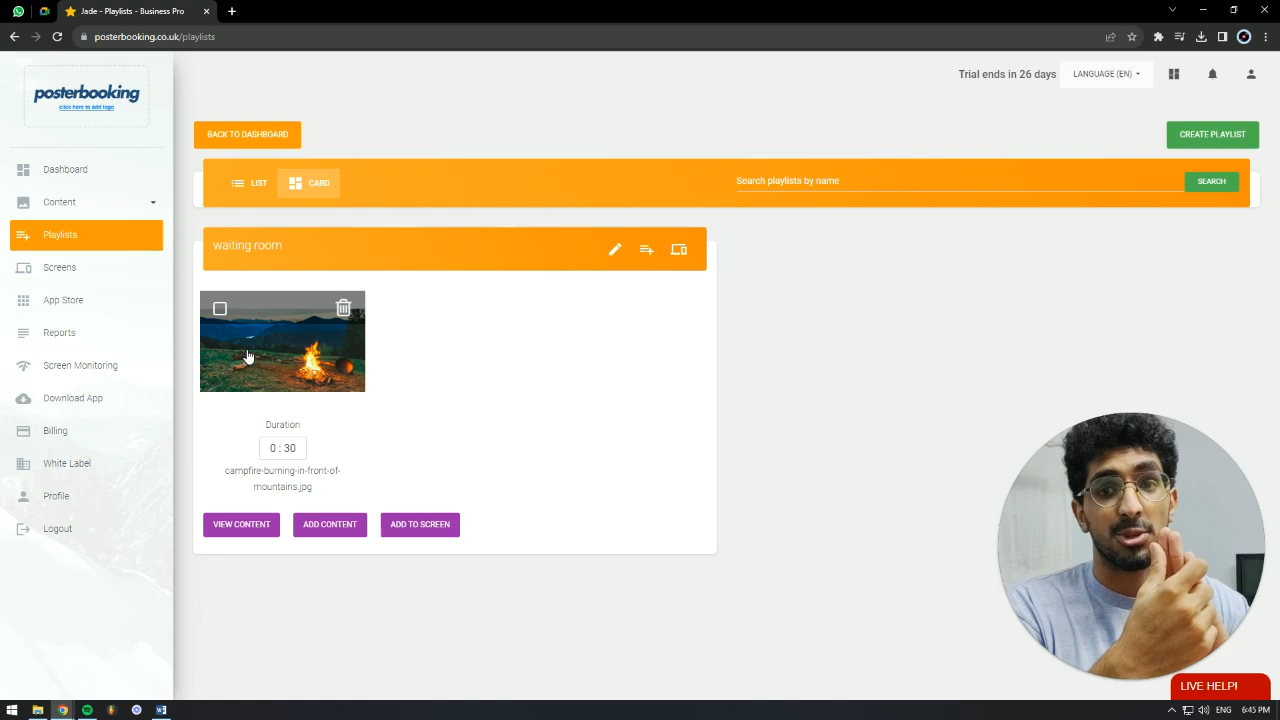 Jade - Playlists - Business Pro
posterbooking.co.uk/playlists
posterbooking
click here to add logo
Trial ends in 26 days
LANGUAGE (EN)
BACK TO DASHBOARD
CREATE PLAYLIST
LIST
CARD
Search playlists by name
SEARCH
Dashboard
Content
Playlists
Screens
App Store
Reports
Screen Monitoring
Download App
Billing
White Label
Profile
Logout
waiting room
Duration
0 : 30
campfire-burning-in-front-of-
mountains.jpg
VIEW CONTENT
ADD CONTENT
ADD TO SCREEN
LIVE HELP!
ENG
6:45 PM